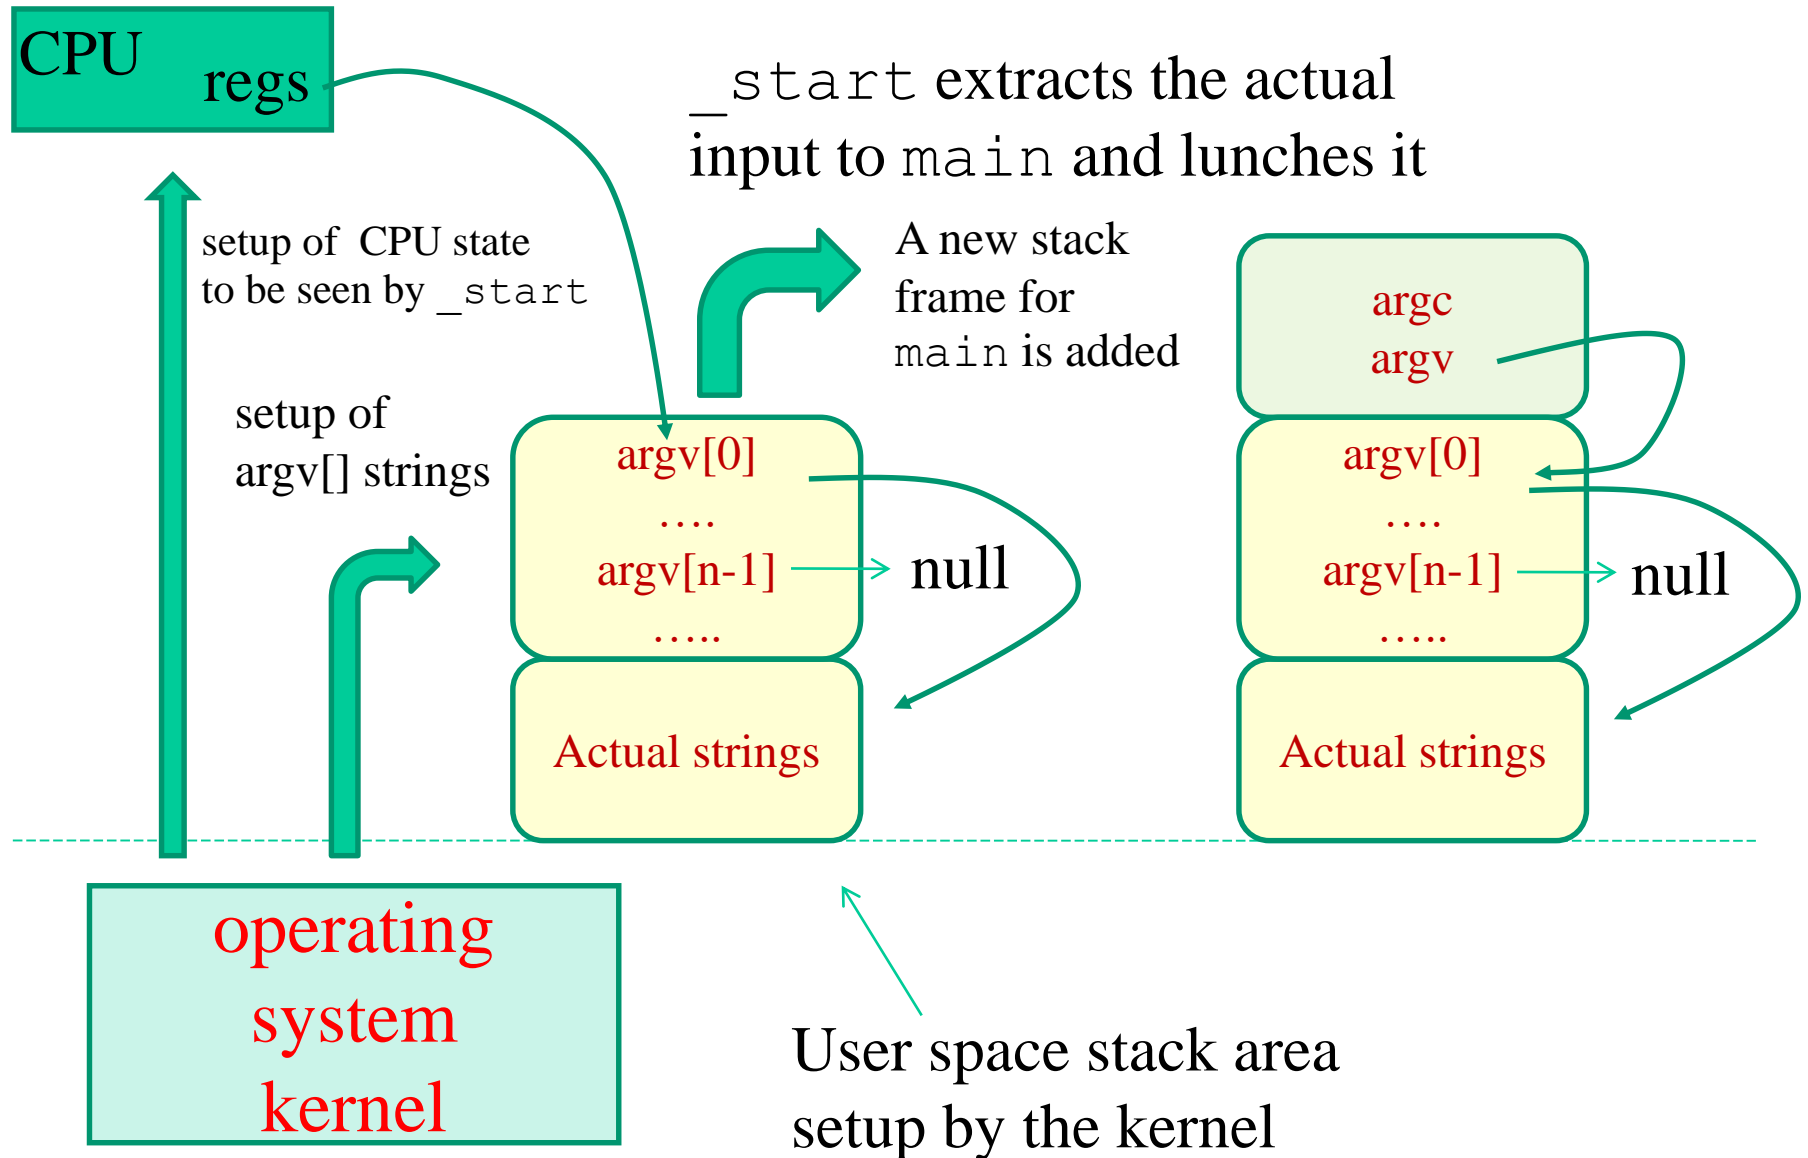 CPU
regs
_start extracts the actual
input to main and lunches it
setup of CPU state
to be seen by _start
A new stack
frame for
main is added
setup of
argv[] strings
argv[0]
....
argv[n-1]
null
.....
Actual strings
argc
argv
argv[0]
....
argv[n-1]
null
.....
Actual strings
operating
system
kernel
User space stack area
setup by the kernel